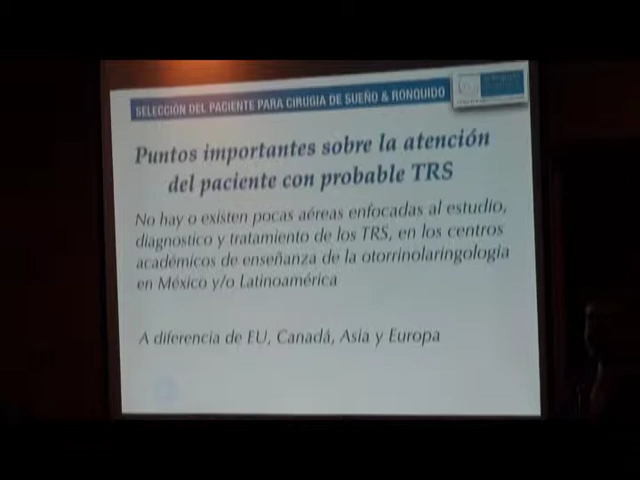 SELECCIÓN DEL PACIENTE PARA CIRUGIA DE SUEÑO & RONQUIDO
Puntos importantes sobre la atención
del paciente con probable TRS
No hay o existen pocas aéreas enfocadas al estudio,
diagnostico y tratamiento de los TRS, en los centros
académicos de enseñanza de la otorrinolaringología
en México y/o Latinoamérica
A diferencia de EU, Canadá, Asia y Europa